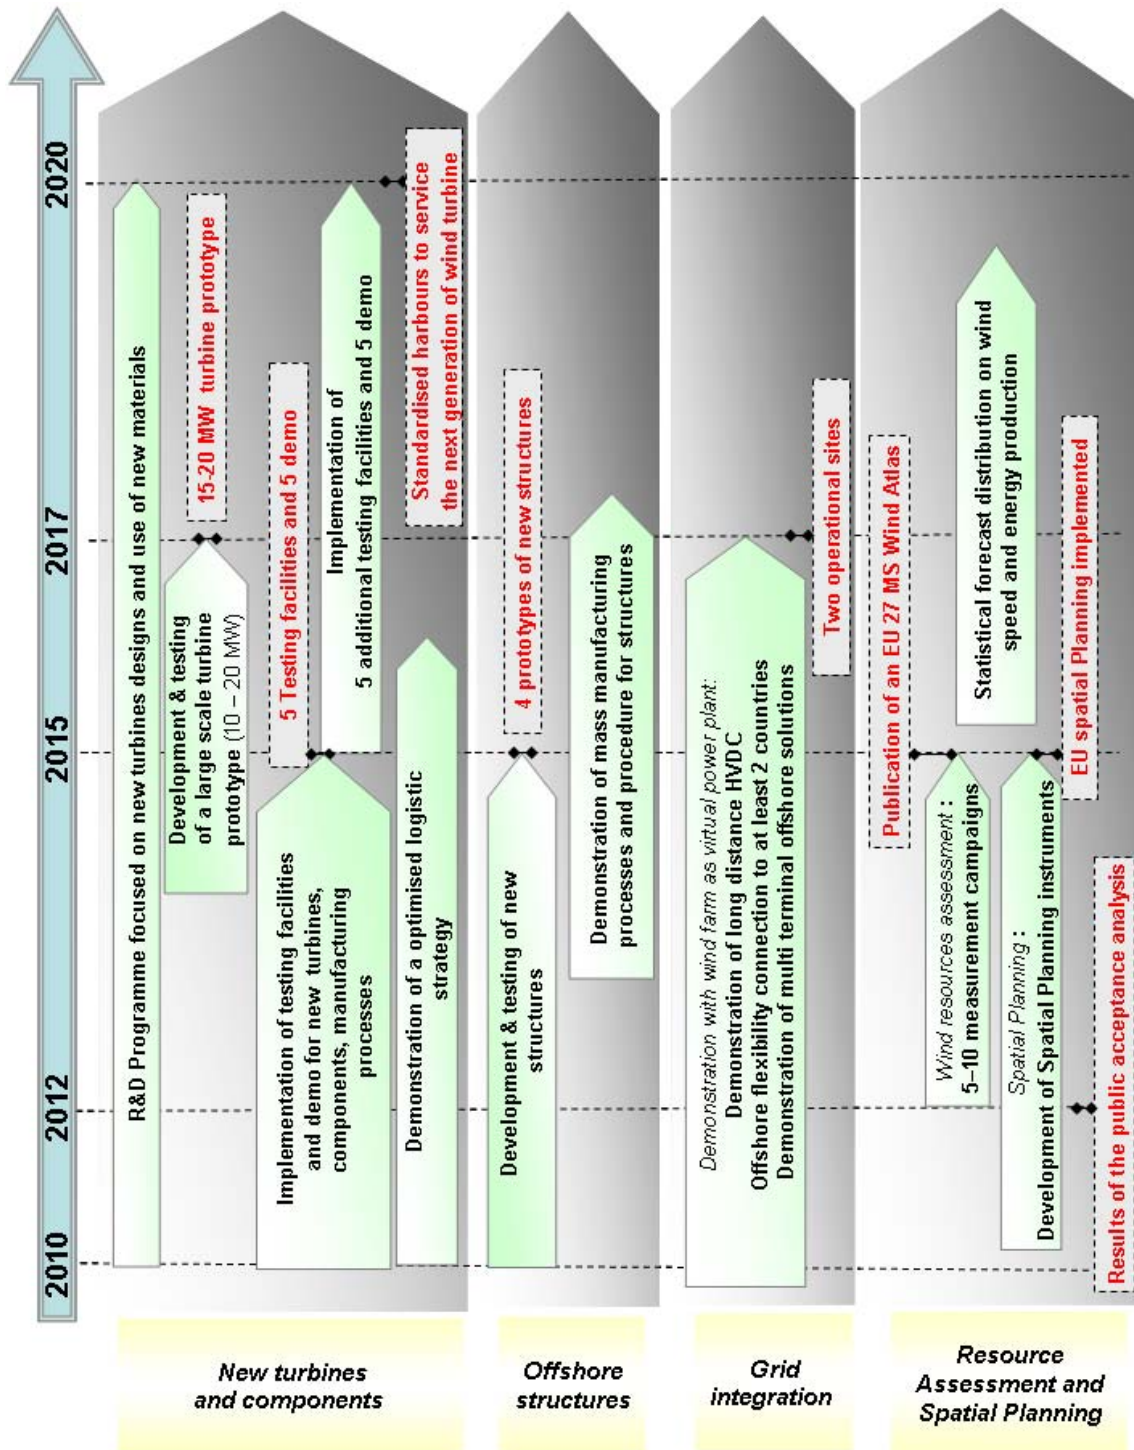 2010
2012
2015
2017
2020
New turbines
and components
R&D Programme focused on new turbines designs and use of new materials
Development & testing
of a large scale turbine
prototype (10 – 20 MW)
15-20 MW turbine prototype
Implementation of testing facilities
and demo for new turbines,
components, manufacturing
processes
5 Testing facilities and 5 demo
Implementation of
5 additional testing facilities and 5 demo
Demonstration of a optimised logistic
strategy
Standardised harbours to service
the next generation of wind turbine
Offshore
structures
Development & testing of new
structures
4 prototypes of new structures
Demonstration of mass manufacturing
processes and procedure for structures
Grid
integration
Demonstration with wind farm as virtual power plant:
Demonstration of long distance HVDC
Offshore flexibility connection to at least 2 countries
Demonstration of multi terminal offshore solutions
Two operational sites
Resource
Assessment and
Spatial Planning
Publication of an EU 27 MS Wind Atlas
Wind resources assessment :
5–10 measurement campaigns
Statistical forecast distribution on wind
speed and energy production
Spatial Planning :
Development of Spatial Planning instruments
EU spatial Planning implemented
Results of the public acceptance analysis